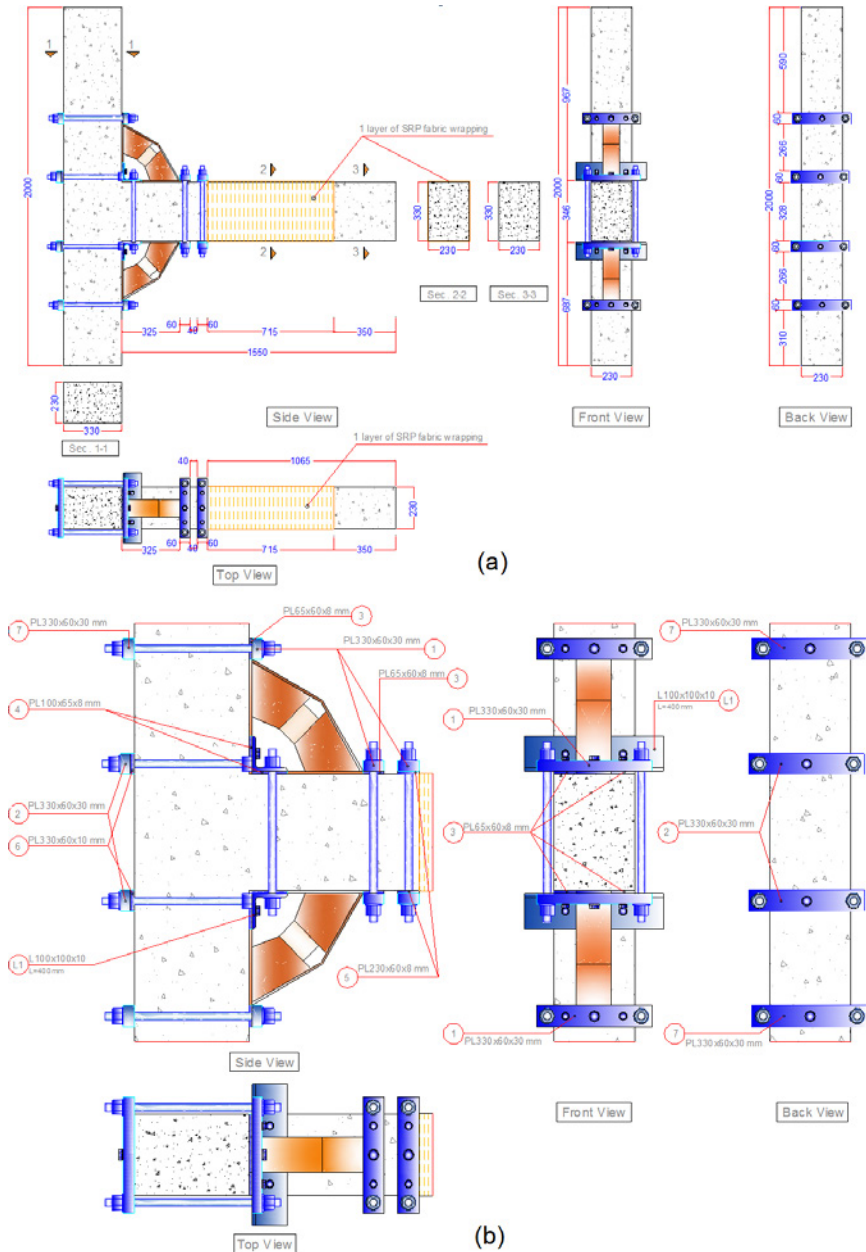 1
1
1 layer of SRP fabric wrapping
2
3
2000
330
330
2
3
230
230
Sec. 2-2
Sec. 3-3
60
60
325
40
715
350
1550
230
330
Sec. 1-1
Side View
967
2000
346
687
230
Front View
590
60
266
60
2000
326
60
266
60
310
230
Back View
1 layer of SRP fabric wrapping
40
1065
230
60
60
325
40
715
350
Top View
(a)
7 PL330x60x30 mm
PL65x60x8 mm 3
PL330x60x30 mm 1
PL65x60x8 mm 3
PL100x65x8 mm
4
PL330x60x30 mm
2
PL330x60x10 mm
6
L1 L100x100x10
L=400 mm
5 PL230x60x8 mm
Side View
1 PL330x60x30 mm
L100x100x10 L1
L=400 mm
3 PL65x60x8 mm
1 PL330x60x30 mm
Front View
7 PL330x60x30 mm
2 PL330x60x30 mm
7 PL330x60x30 mm
Back View
Top View
(b)